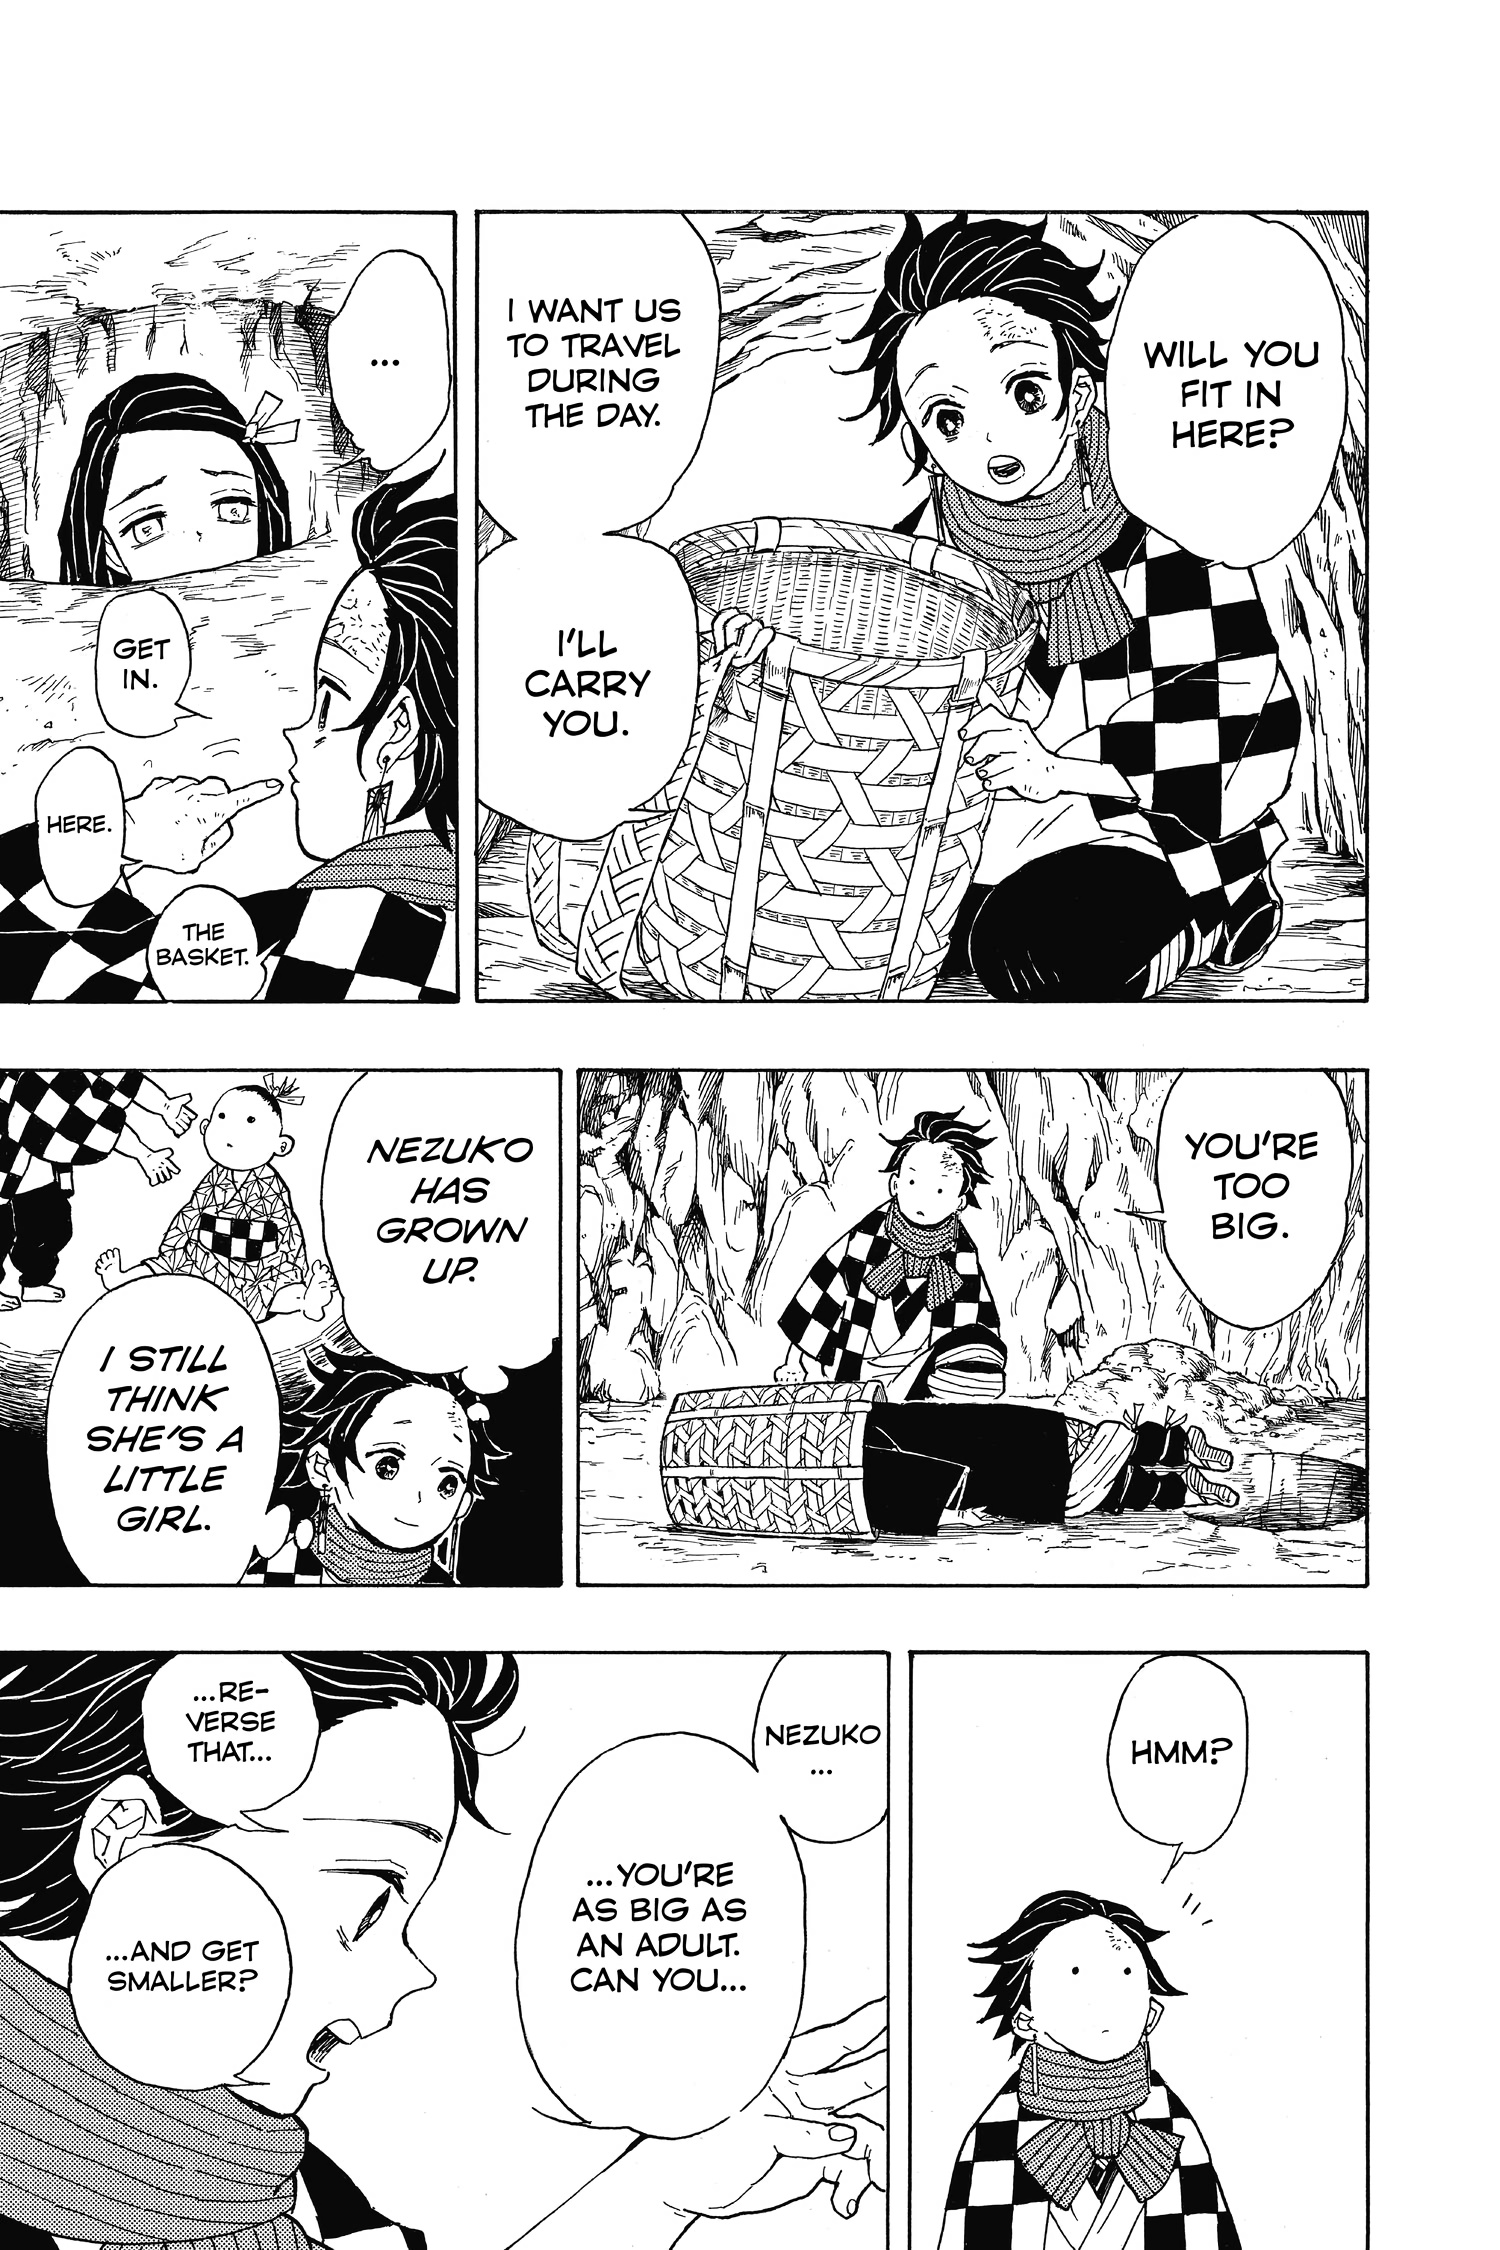 WILL YOU
FIT IN
HERE?
I WANT US
TO TRAVEL
DURING
THE DAY.
I'LL
CARRY
YOU.
...
GET
IN.
HERE.
THE
BASKET.
YOU'RE
TOO
BIG.
NEZUKO
HAS
GROWN
UP.
I STILL
THINK
SHE'S A
LITTLE
GIRL.
HMM?
NEZUKO
...
...YOU'RE
AS BIG AS
AN ADULT.
CAN YOU...
...RE-
VERSE
THAT...
...AND GET
SMALLER?